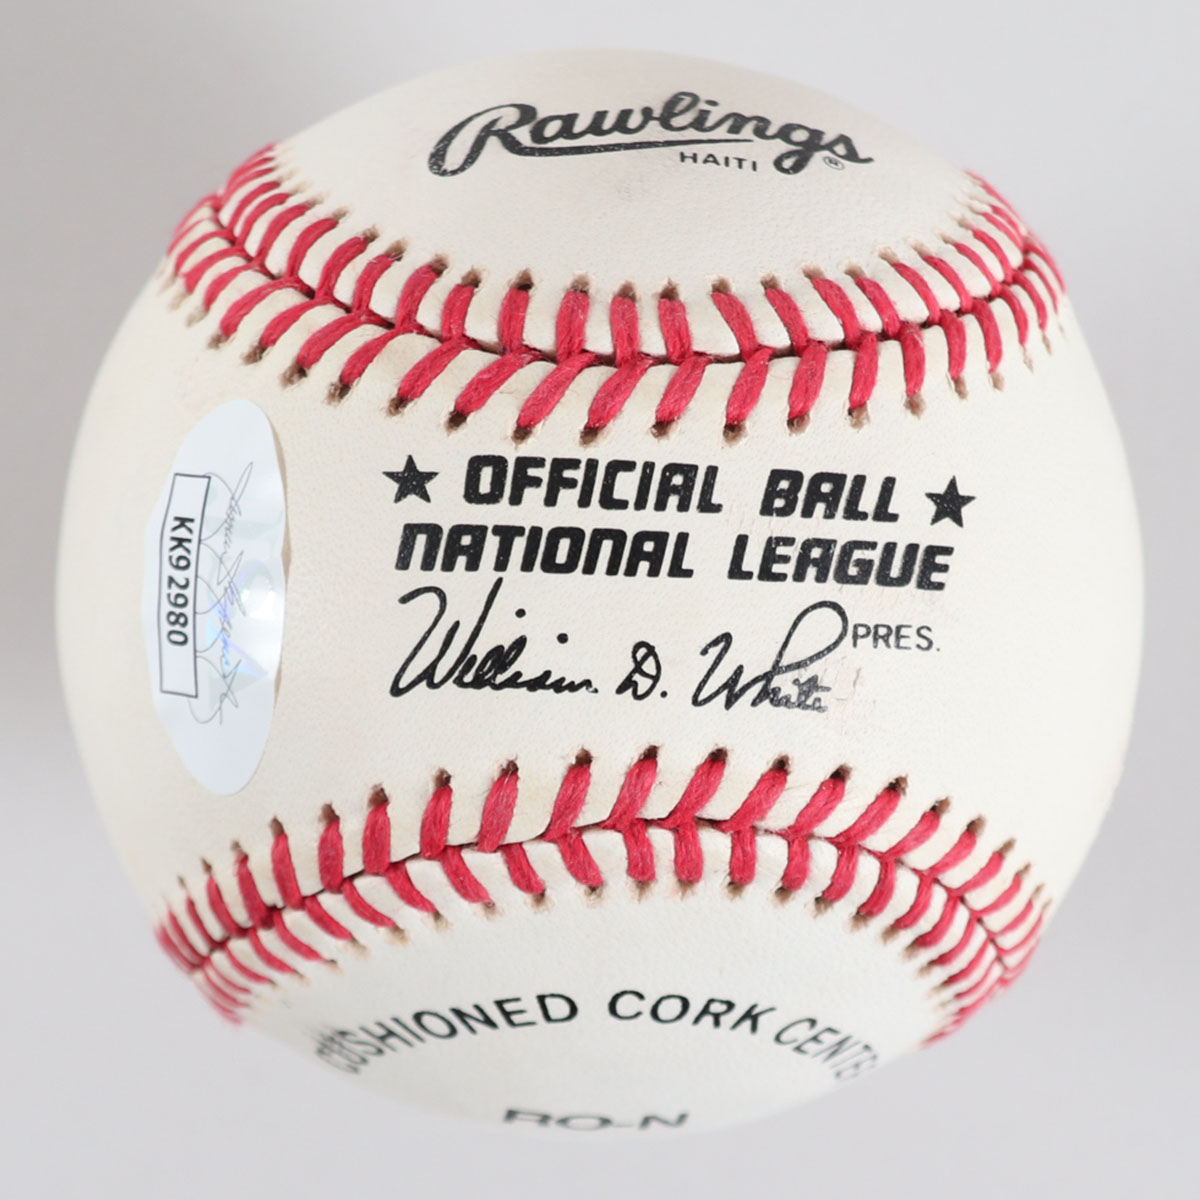 Rawlings®
HAITI
★ OFFICIAL BALL ★
NATIONAL LEAGUE
William D. White PRES.
KK92980
CUSHIONED CORK CENTER
RO-N